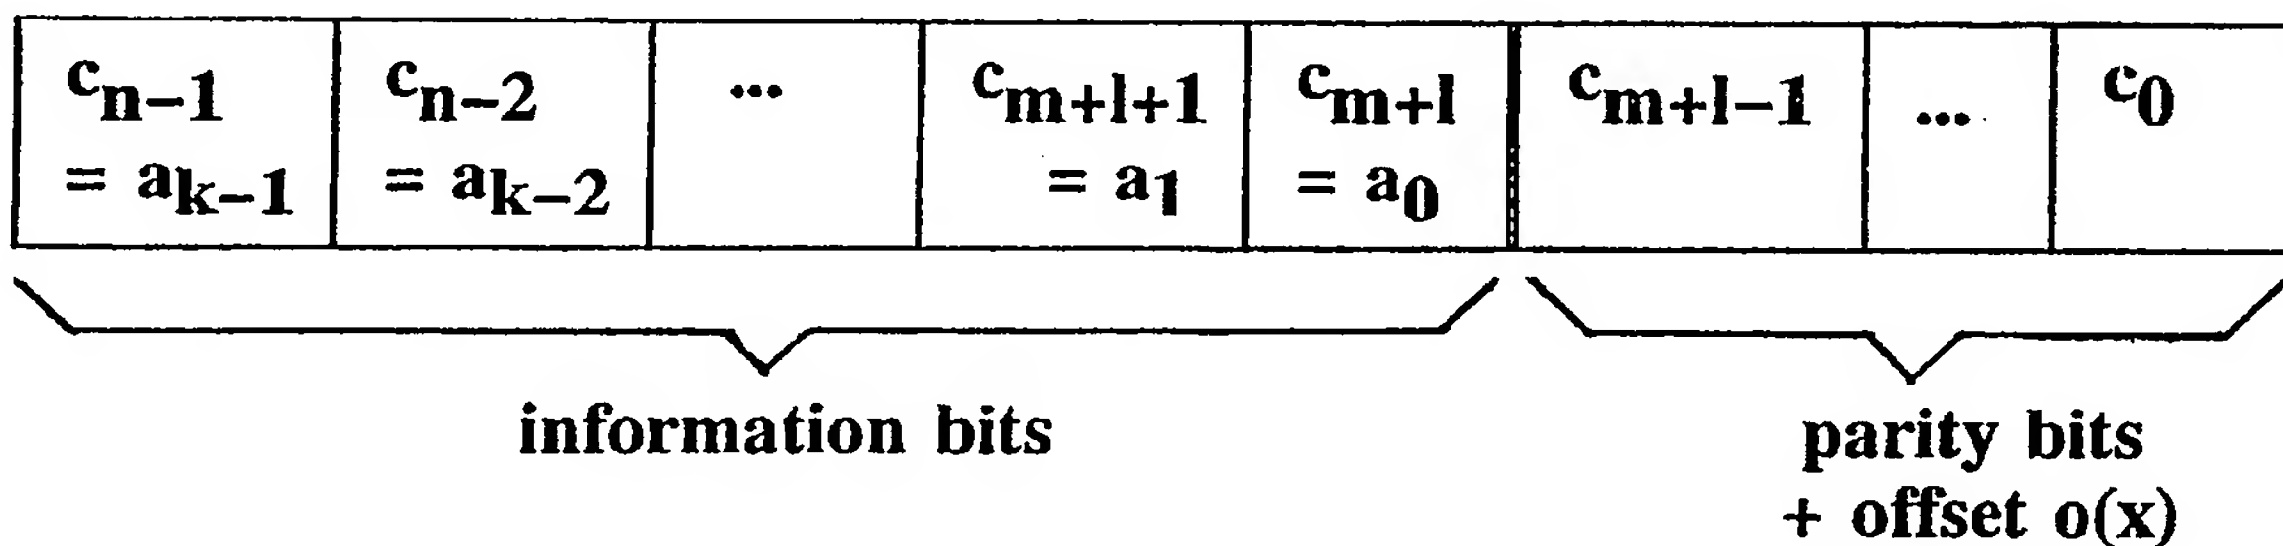 c_{n-1} c_{n-2} ... c_{m+l+1} c_{m+l} c_{m+l-1} ... c_0
= a_{k-1} = a_{k-2} = a_1 = a_0
information bits parity bits
+ offset o(x)